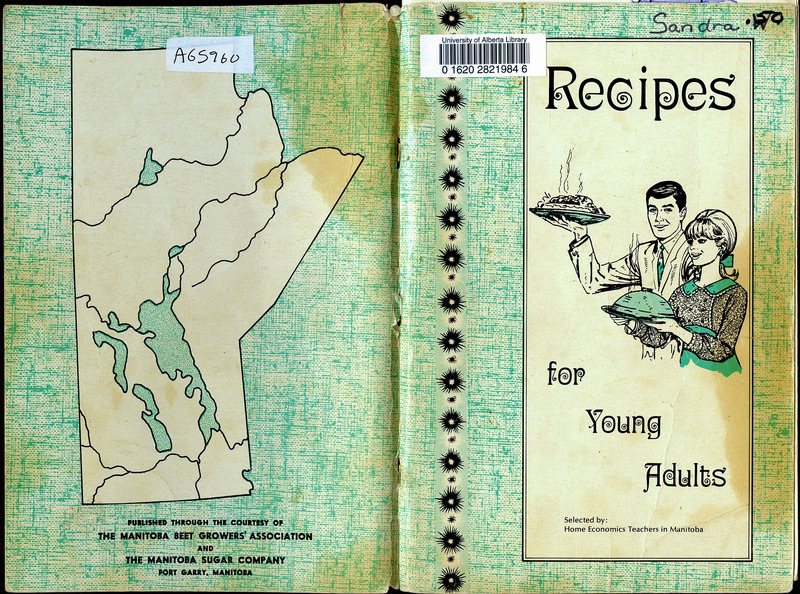 AG5960
PUBLISHED THROUGH THE COURTESY OF
THE MANITOBA BEET GROWERS' ASSOCIATION
AND
THE MANITOBA SUGAR COMPANY
FORT GARRY, MANITOBA
Sandra .50
University of Alberta Library
0 1620 2821984 6
Recipes
for
Young
Adults
Selected by:
Home Economics Teachers in Manitoba